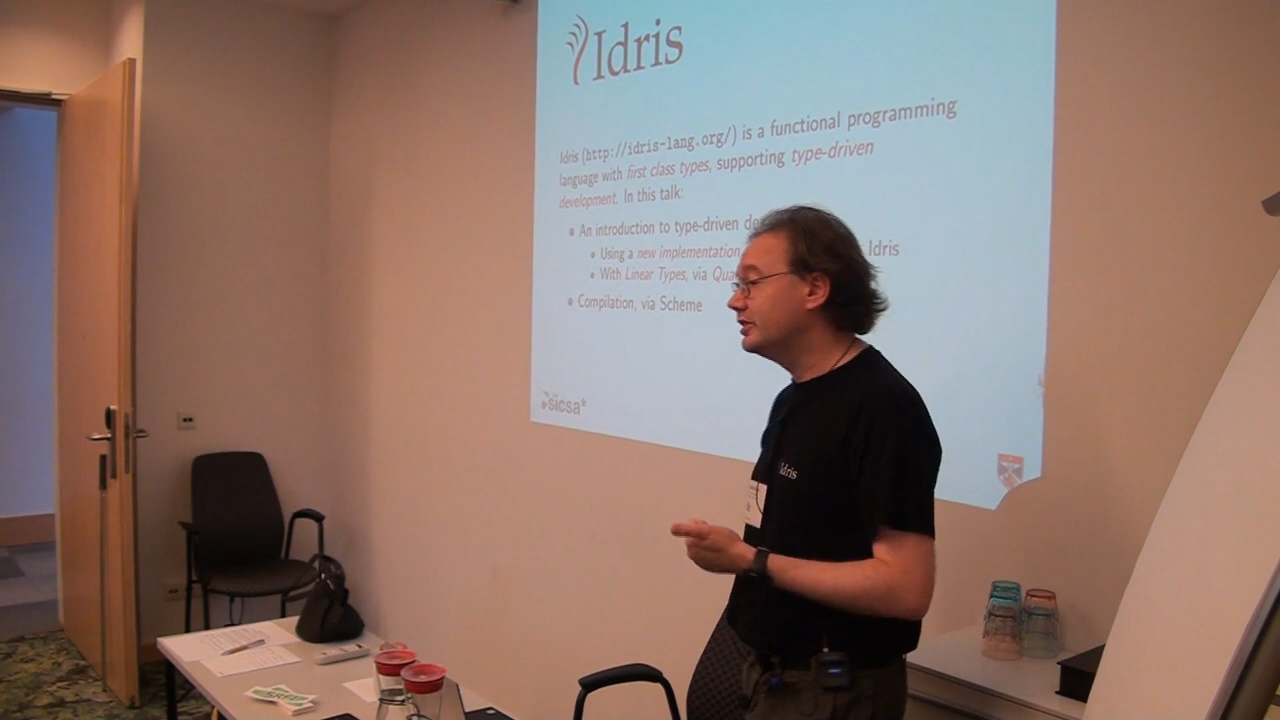 Idris
Idris (http://idris-lang.org/) is a functional programming
language with first class types, supporting type-driven
development. In this talk:
An introduction to type-driven de
Using a new implementation
Idris
With Linear Types, via Qua
Compilation, via Scheme
sicsa*
Idris